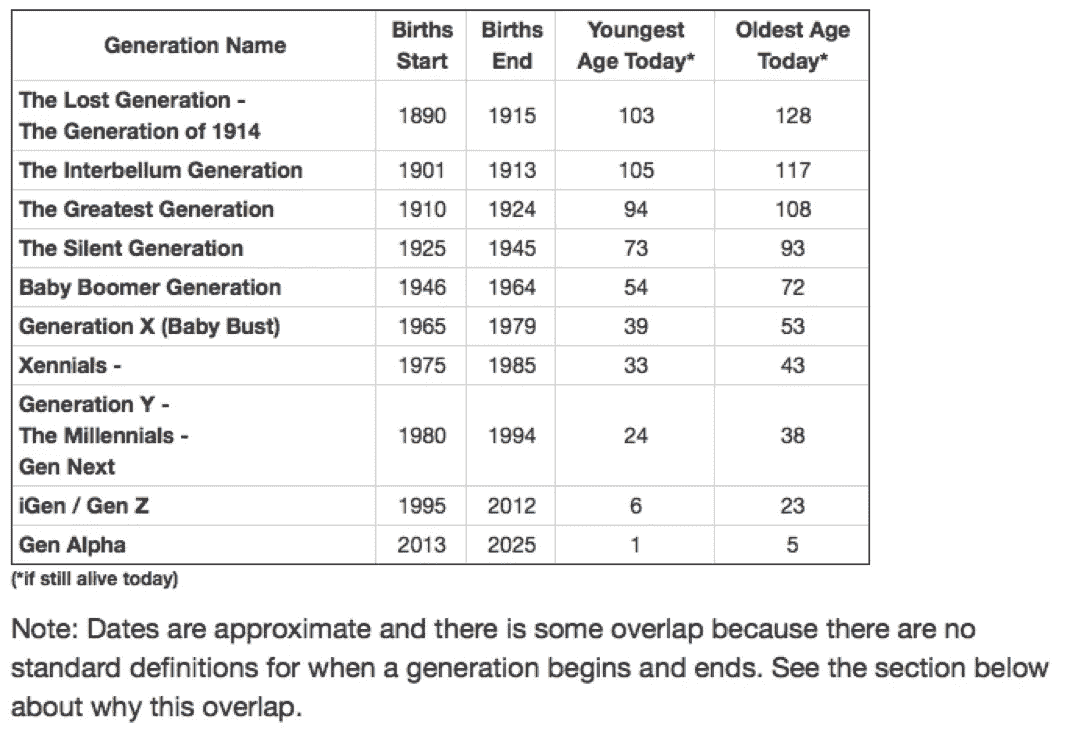 Generation Name Births Start Births End Youngest Age Today* Oldest Age Today*
The Lost Generation -
The Generation of 1914 1890 1915 103 128
The Interbellum Generation 1901 1913 105 117
The Greatest Generation 1910 1924 94 108
The Silent Generation 1925 1945 73 93
Baby Boomer Generation 1946 1964 54 72
Generation X (Baby Bust) 1965 1979 39 53
Xennials - 1975 1985 33 43
Generation Y -
The Millennials -
Gen Next 1980 1994 24 38
iGen / Gen Z 1995 2012 6 23
Gen Alpha 2013 2025 1 5
(*if still alive today)
Note: Dates are approximate and there is some overlap because there are no
standard definitions for when a generation begins and ends. See the section below
about why this overlap.